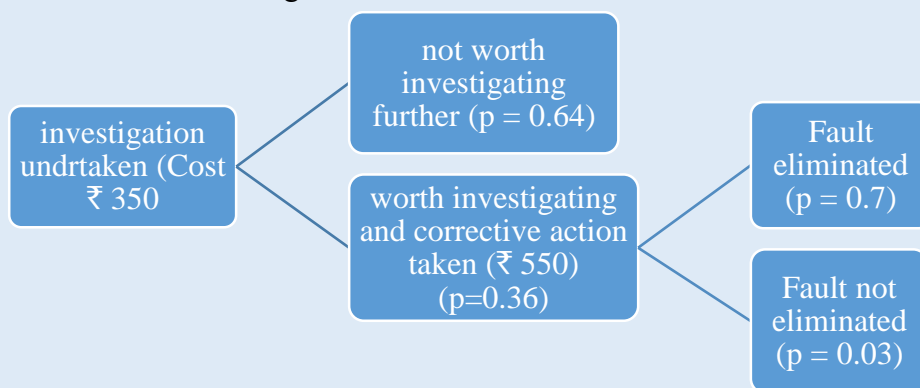 not worth
investigating
further (p = 0.64)
investigation
undrtaken (Cost
₹ 350
worth investigating
and corrective action
taken (₹ 550)
(p=0.36)
Fault
eliminated
(p = 0.7)
Fault not
eliminated
(p = 0.03)